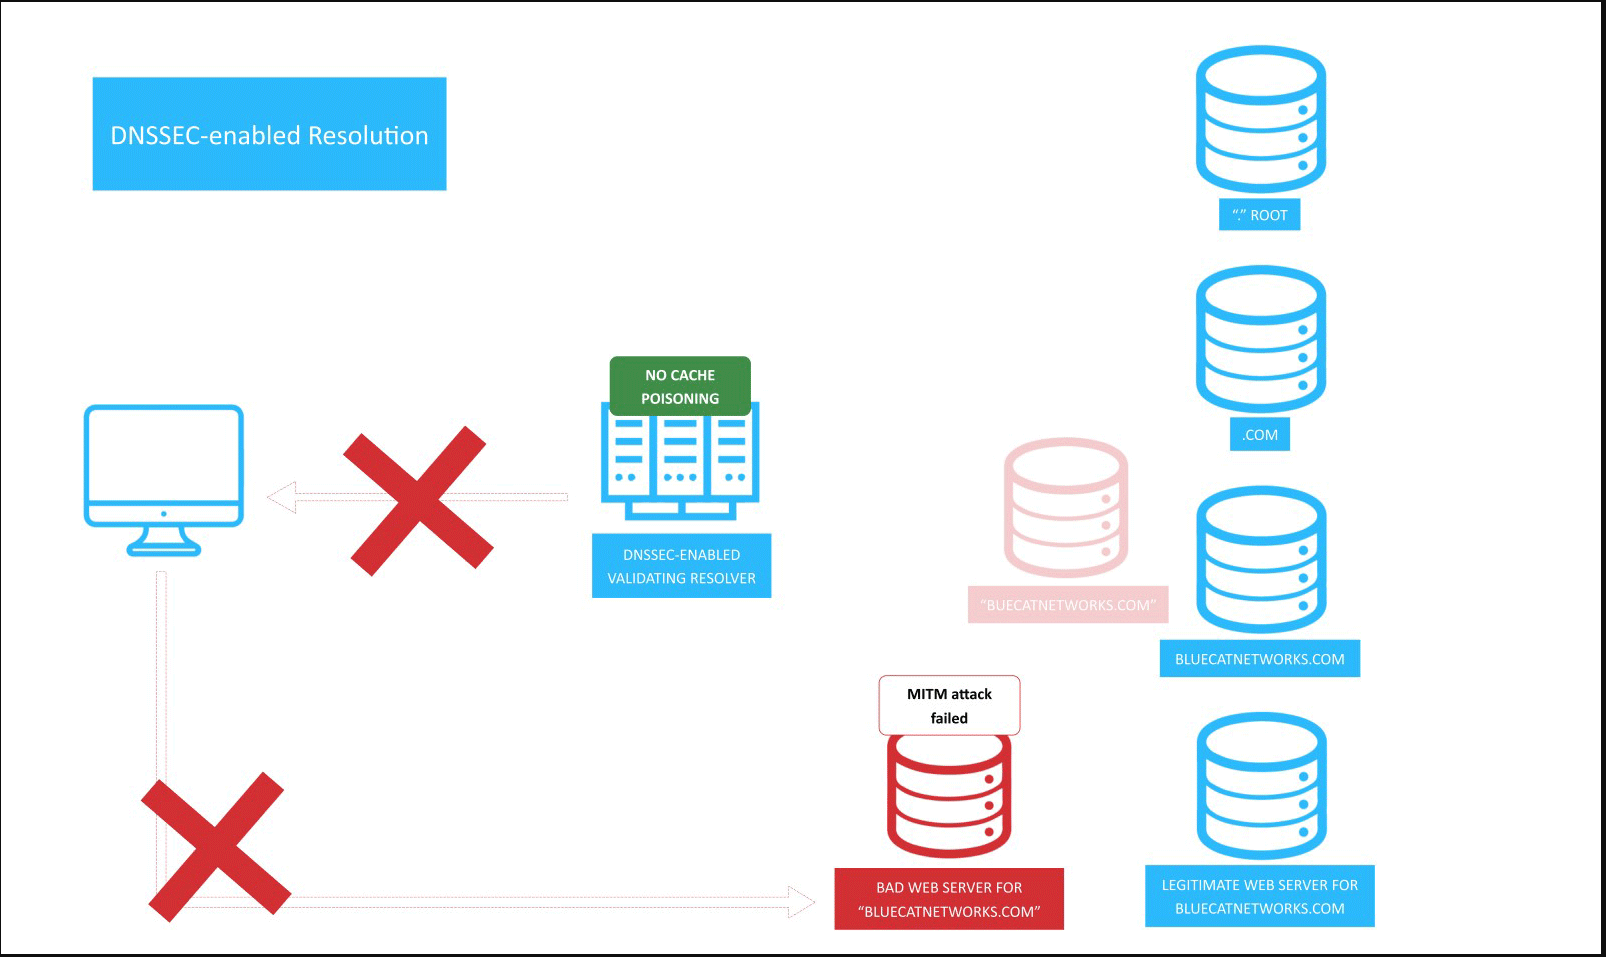 DNSSEC-enabled Resolution
“.” ROOT
.COM
NO CACHE
POISONING
DNSSEC-ENABLED
VALIDATING RESOLVER
“BUECATNETWORKS.COM”
BLUECATNETWORKS.COM
MITM attack
failed
BAD WEB SERVER FOR
“BLUECATNETWORKS.COM”
LEGITIMATE WEB SERVER FOR
BLUECATNETWORKS.COM